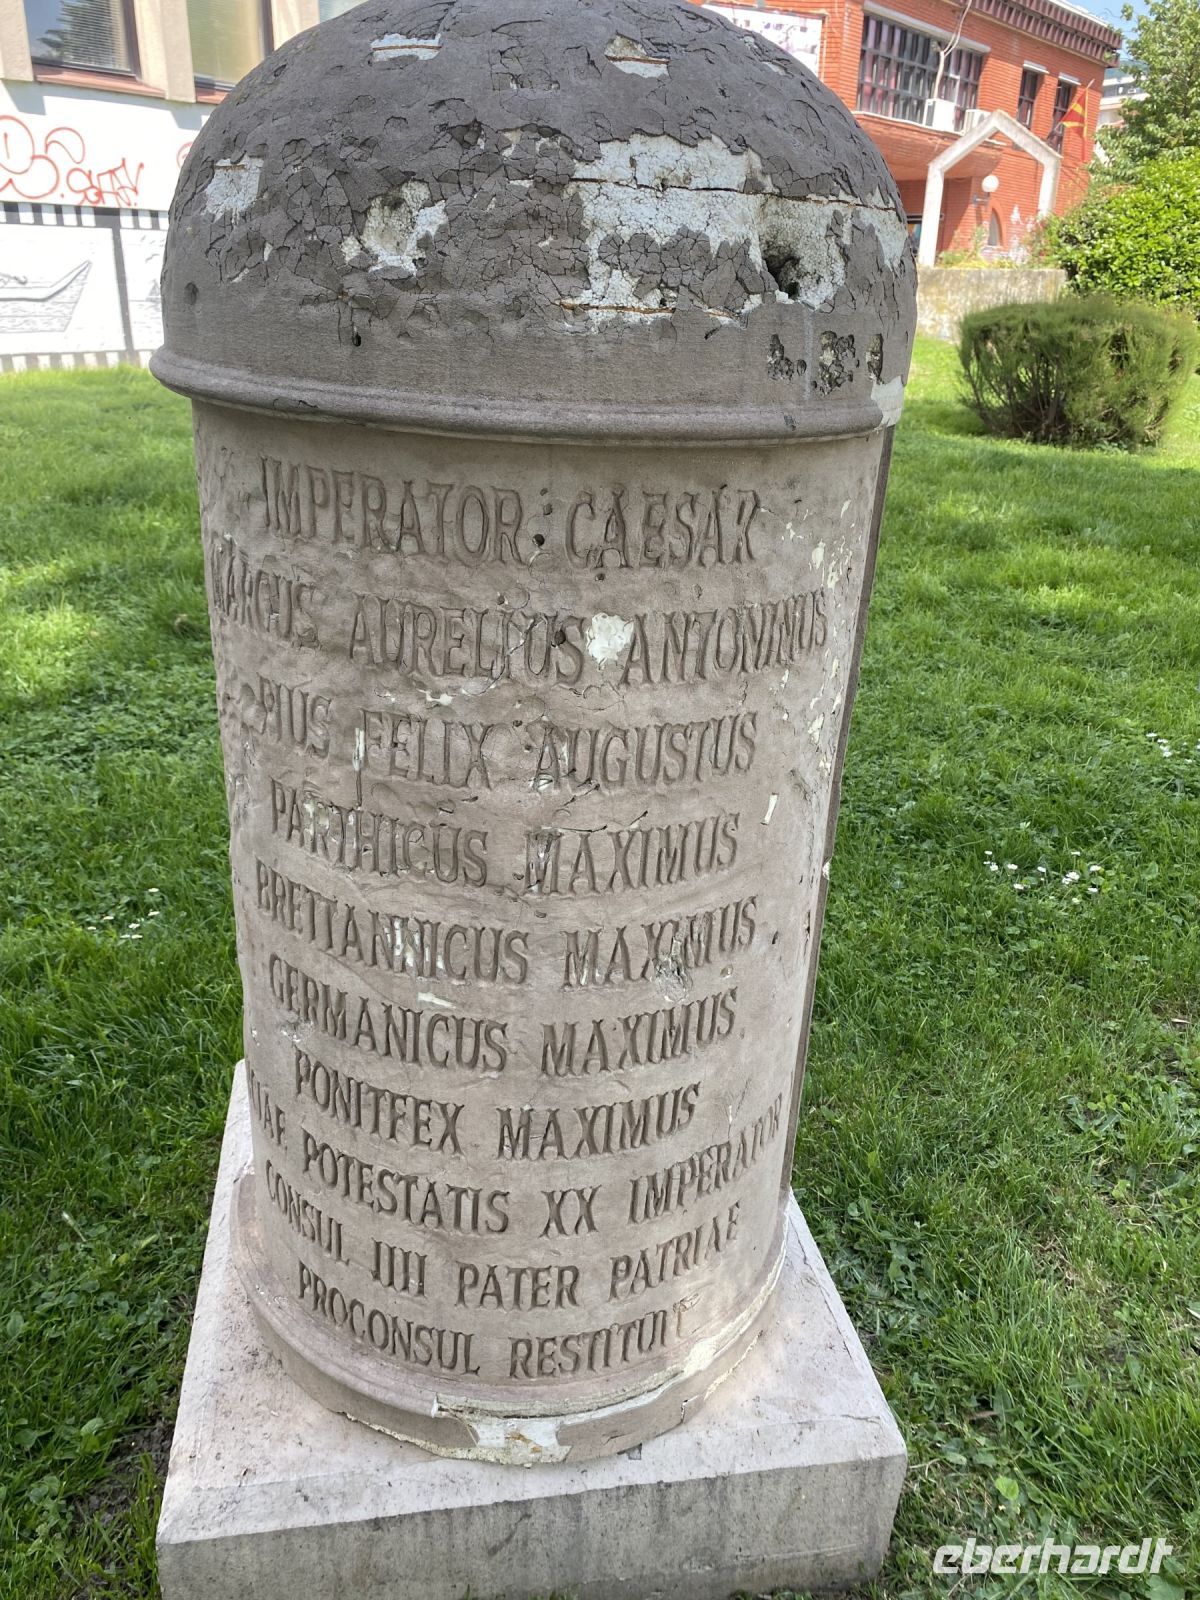 IMPERATOR CAESAR
MARCUS AURELIUS ANTONINUS
PIUS FELIX AUGUSTUS
PARTHICUS MAXIMUS
BRETTANNICUS MAXIMUS
GERMANICUS MAXIMUS
PONITFEX MAXIMUS
POTESTATIS XX IMPERATOR
CONSUL IIII PATER PATRIAE
PROCONSUL RESTITUIT
eberhardt